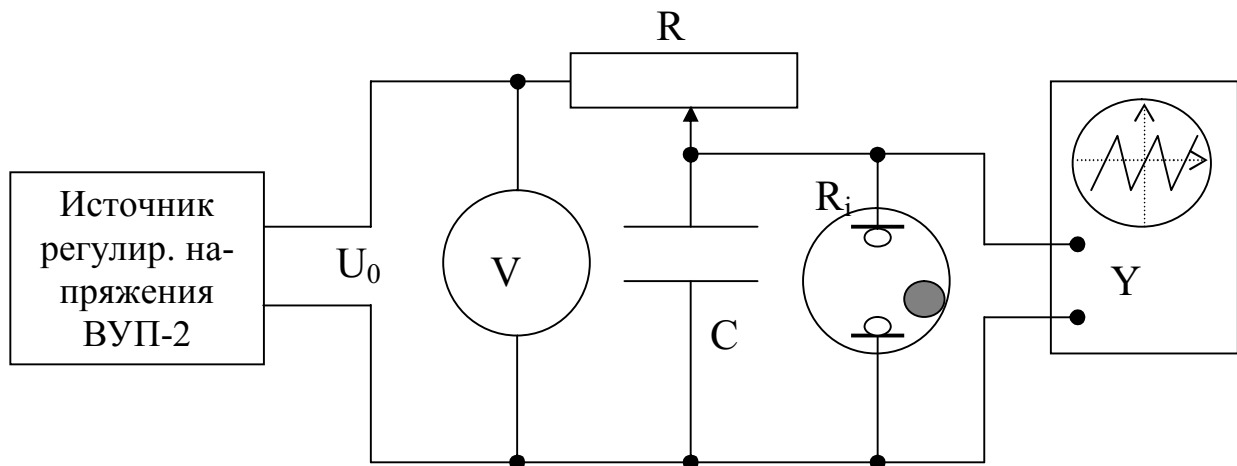 R
Источник
регулир. на-
пряжения
ВУП-2
U₀
V
C
Rᵢ
Y